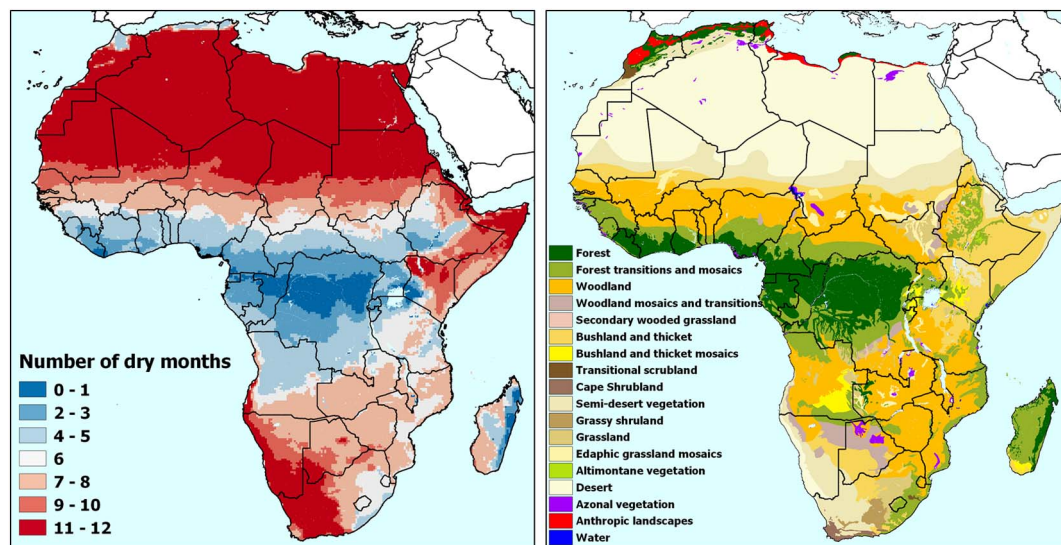 Number of dry months
0 - 1
2 - 3
4 - 5
6
7 - 8
9 - 10
11 - 12
Forest
Forest transitions and mosaics
Woodland
Woodland mosaics and transitions
Secondary wooded grassland
Bushland and thicket
Bushland and thicket mosaics
Transitional scrubland
Cape Shrubland
Semi-desert vegetation
Grassy shruland
Grassland
Edaphic grassland mosaics
Altimontane vegetation
Desert
Azonal vegetation
Anthropic landscapes
Water